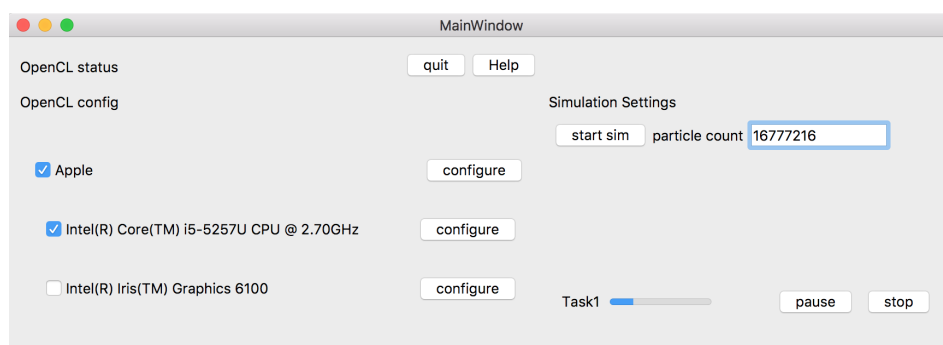 MainWindow
OpenCL status
quit
Help
OpenCL config
Simulation Settings
start sim
particle count
16777216
Apple
configure
Intel(R) Core(TM) i5-5257U CPU @ 2.70GHz
configure
Intel(R) Iris(TM) Graphics 6100
configure
Task1
pause
stop